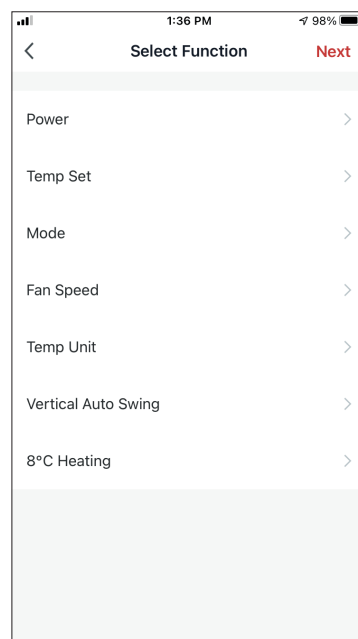 1:36 PM 98%
Select Function Next
Power
Temp Set
Mode
Fan Speed
Temp Unit
Vertical Auto Swing
8°C Heating